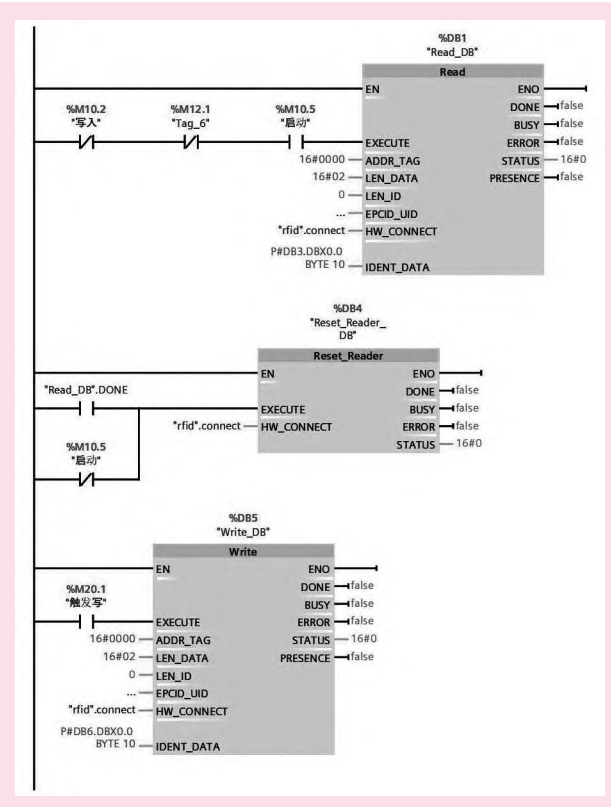 %DB1
"Read_DB"
Read
EN ENO
DONE false
%M10.2 %M12.1 %M10.5 BUSY false
"写入" "Tag_6" "启动" EXECUTE ERROR false
16#0000 ADDR_TAG STATUS 16#0
16#02 LEN_DATA PRESENCE false
0 LEN_ID
... EPCID_UID
"rfid".connect HW_CONNECT
P#DB3.DBX0.0
BYTE 10 IDENT_DATA
%DB4
"Reset_Reader_
DB"
Reset_Reader
EN ENO
"Read_DB".DONE DONE false
EXECUTE BUSY false
"rfid".connect HW_CONNECT ERROR false
%M10.5 STATUS 16#0
"启动"
%DB5
"Write_DB"
Write
EN ENO
%M20.1 DONE false
"触发写" BUSY false
EXECUTE ERROR false
16#0000 ADDR_TAG STATUS 16#0
16#02 LEN_DATA PRESENCE false
0 LEN_ID
... EPCID_UID
"rfid".connect HW_CONNECT
P#DB6.DBX0.0
BYTE 10 IDENT_DATA